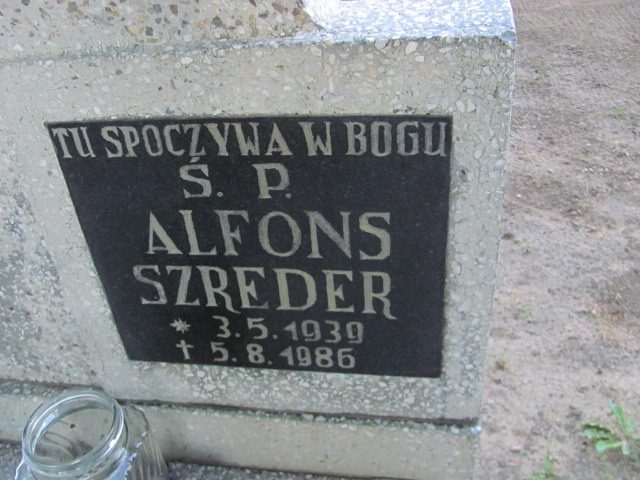 TU SPOCZYWA W BOGU
Ś. P.
ALFONS
SZREDER
* 3.5.1939
† 5.8.1986